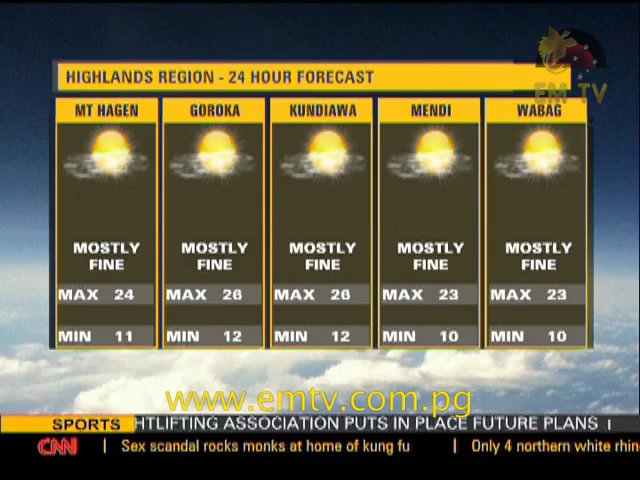 HIGHLANDS REGION - 24 HOUR FORECAST
EM TV
MT HAGEN
GOROKA
KUNDIAWA
MENDI
WABAG
MOSTLY FINE
MOSTLY FINE
MOSTLY FINE
MOSTLY FINE
MOSTLY FINE
MAX 24
MAX 26
MAX 26
MAX 23
MAX 23
MIN 11
MIN 12
MIN 12
MIN 10
MIN 10
www.emtv.com.pg
SPORTS HTLIFTING ASSOCIATION PUTS IN PLACE FUTURE PLANS |
CNN | Sex scandal rocks monks at home of kung fu | Only 4 northern white rhin